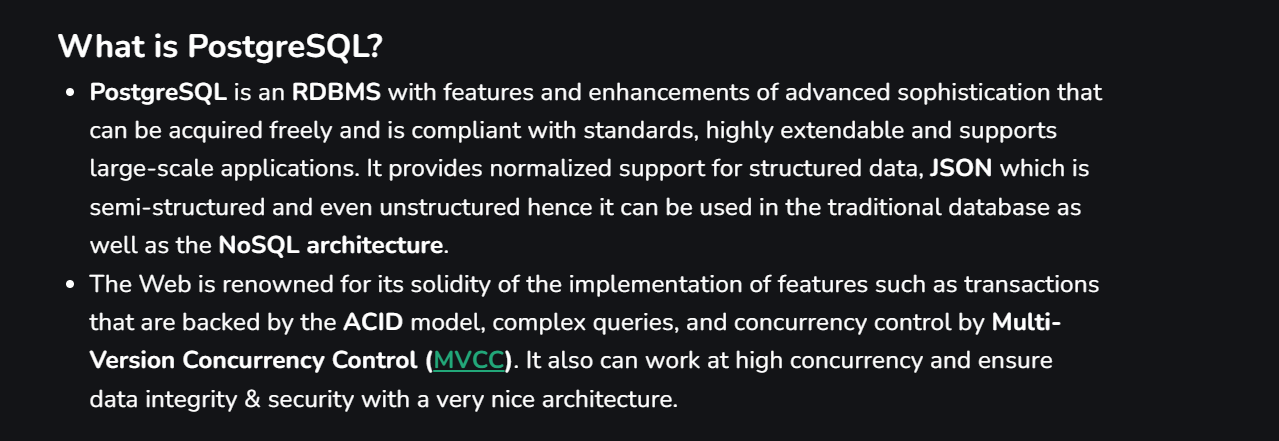 What is PostgreSQL?
• PostgreSQL is an RDBMS with features and enhancements of advanced sophistication that
can be acquired freely and is compliant with standards, highly extendable and supports
large-scale applications. It provides normalized support for structured data, JSON which is
semi-structured and even unstructured hence it can be used in the traditional database as
well as the NoSQL architecture.
• The Web is renowned for its solidity of the implementation of features such as transactions
that are backed by the ACID model, complex queries, and concurrency control by Multi-
Version Concurrency Control (MVCC). It also can work at high concurrency and ensure
data integrity & security with a very nice architecture.